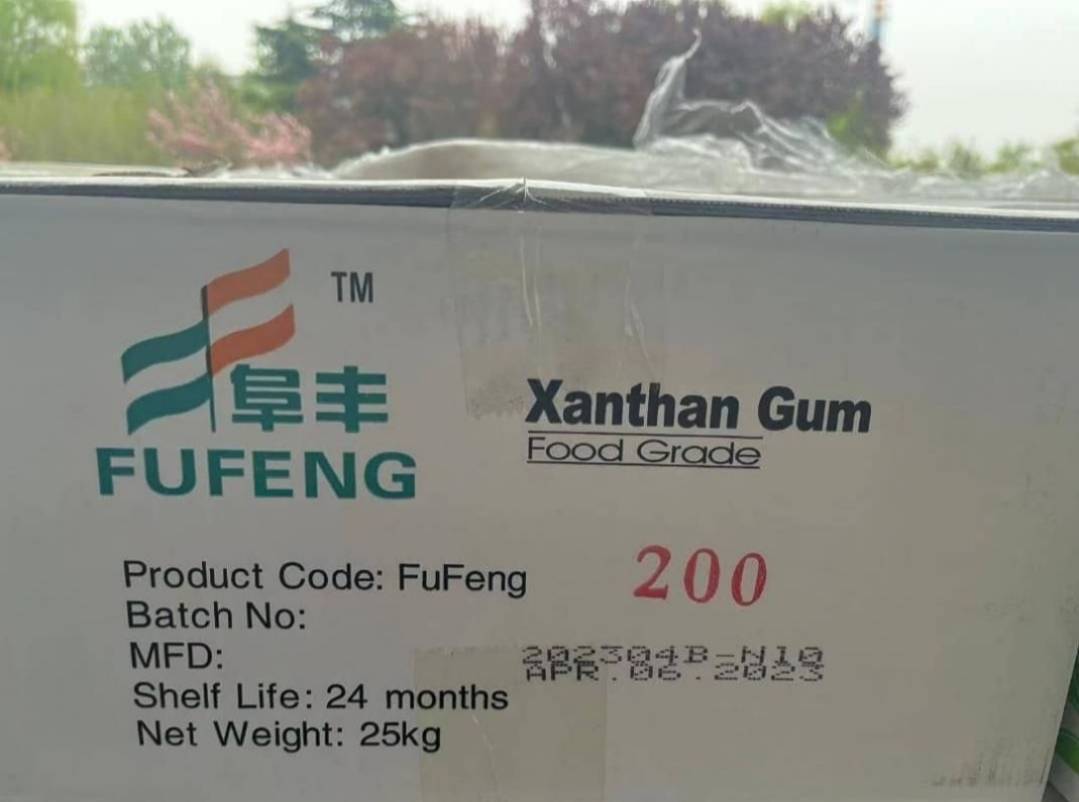 TM
阜丰
FUFENG
Xanthan Gum
Food Grade
Product Code: FuFeng 200
Batch No:
202304B-N10
MFD:
APR.06.2023
Shelf Life: 24 months
Net Weight: 25kg